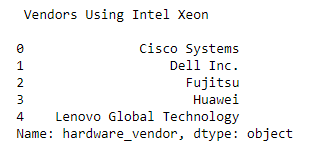 Vendors Using Intel Xeon
0 Cisco Systems
1 Dell Inc.
2 Fujitsu
3 Huawei
4 Lenovo Global Technology
Name: hardware_vendor, dtype: object